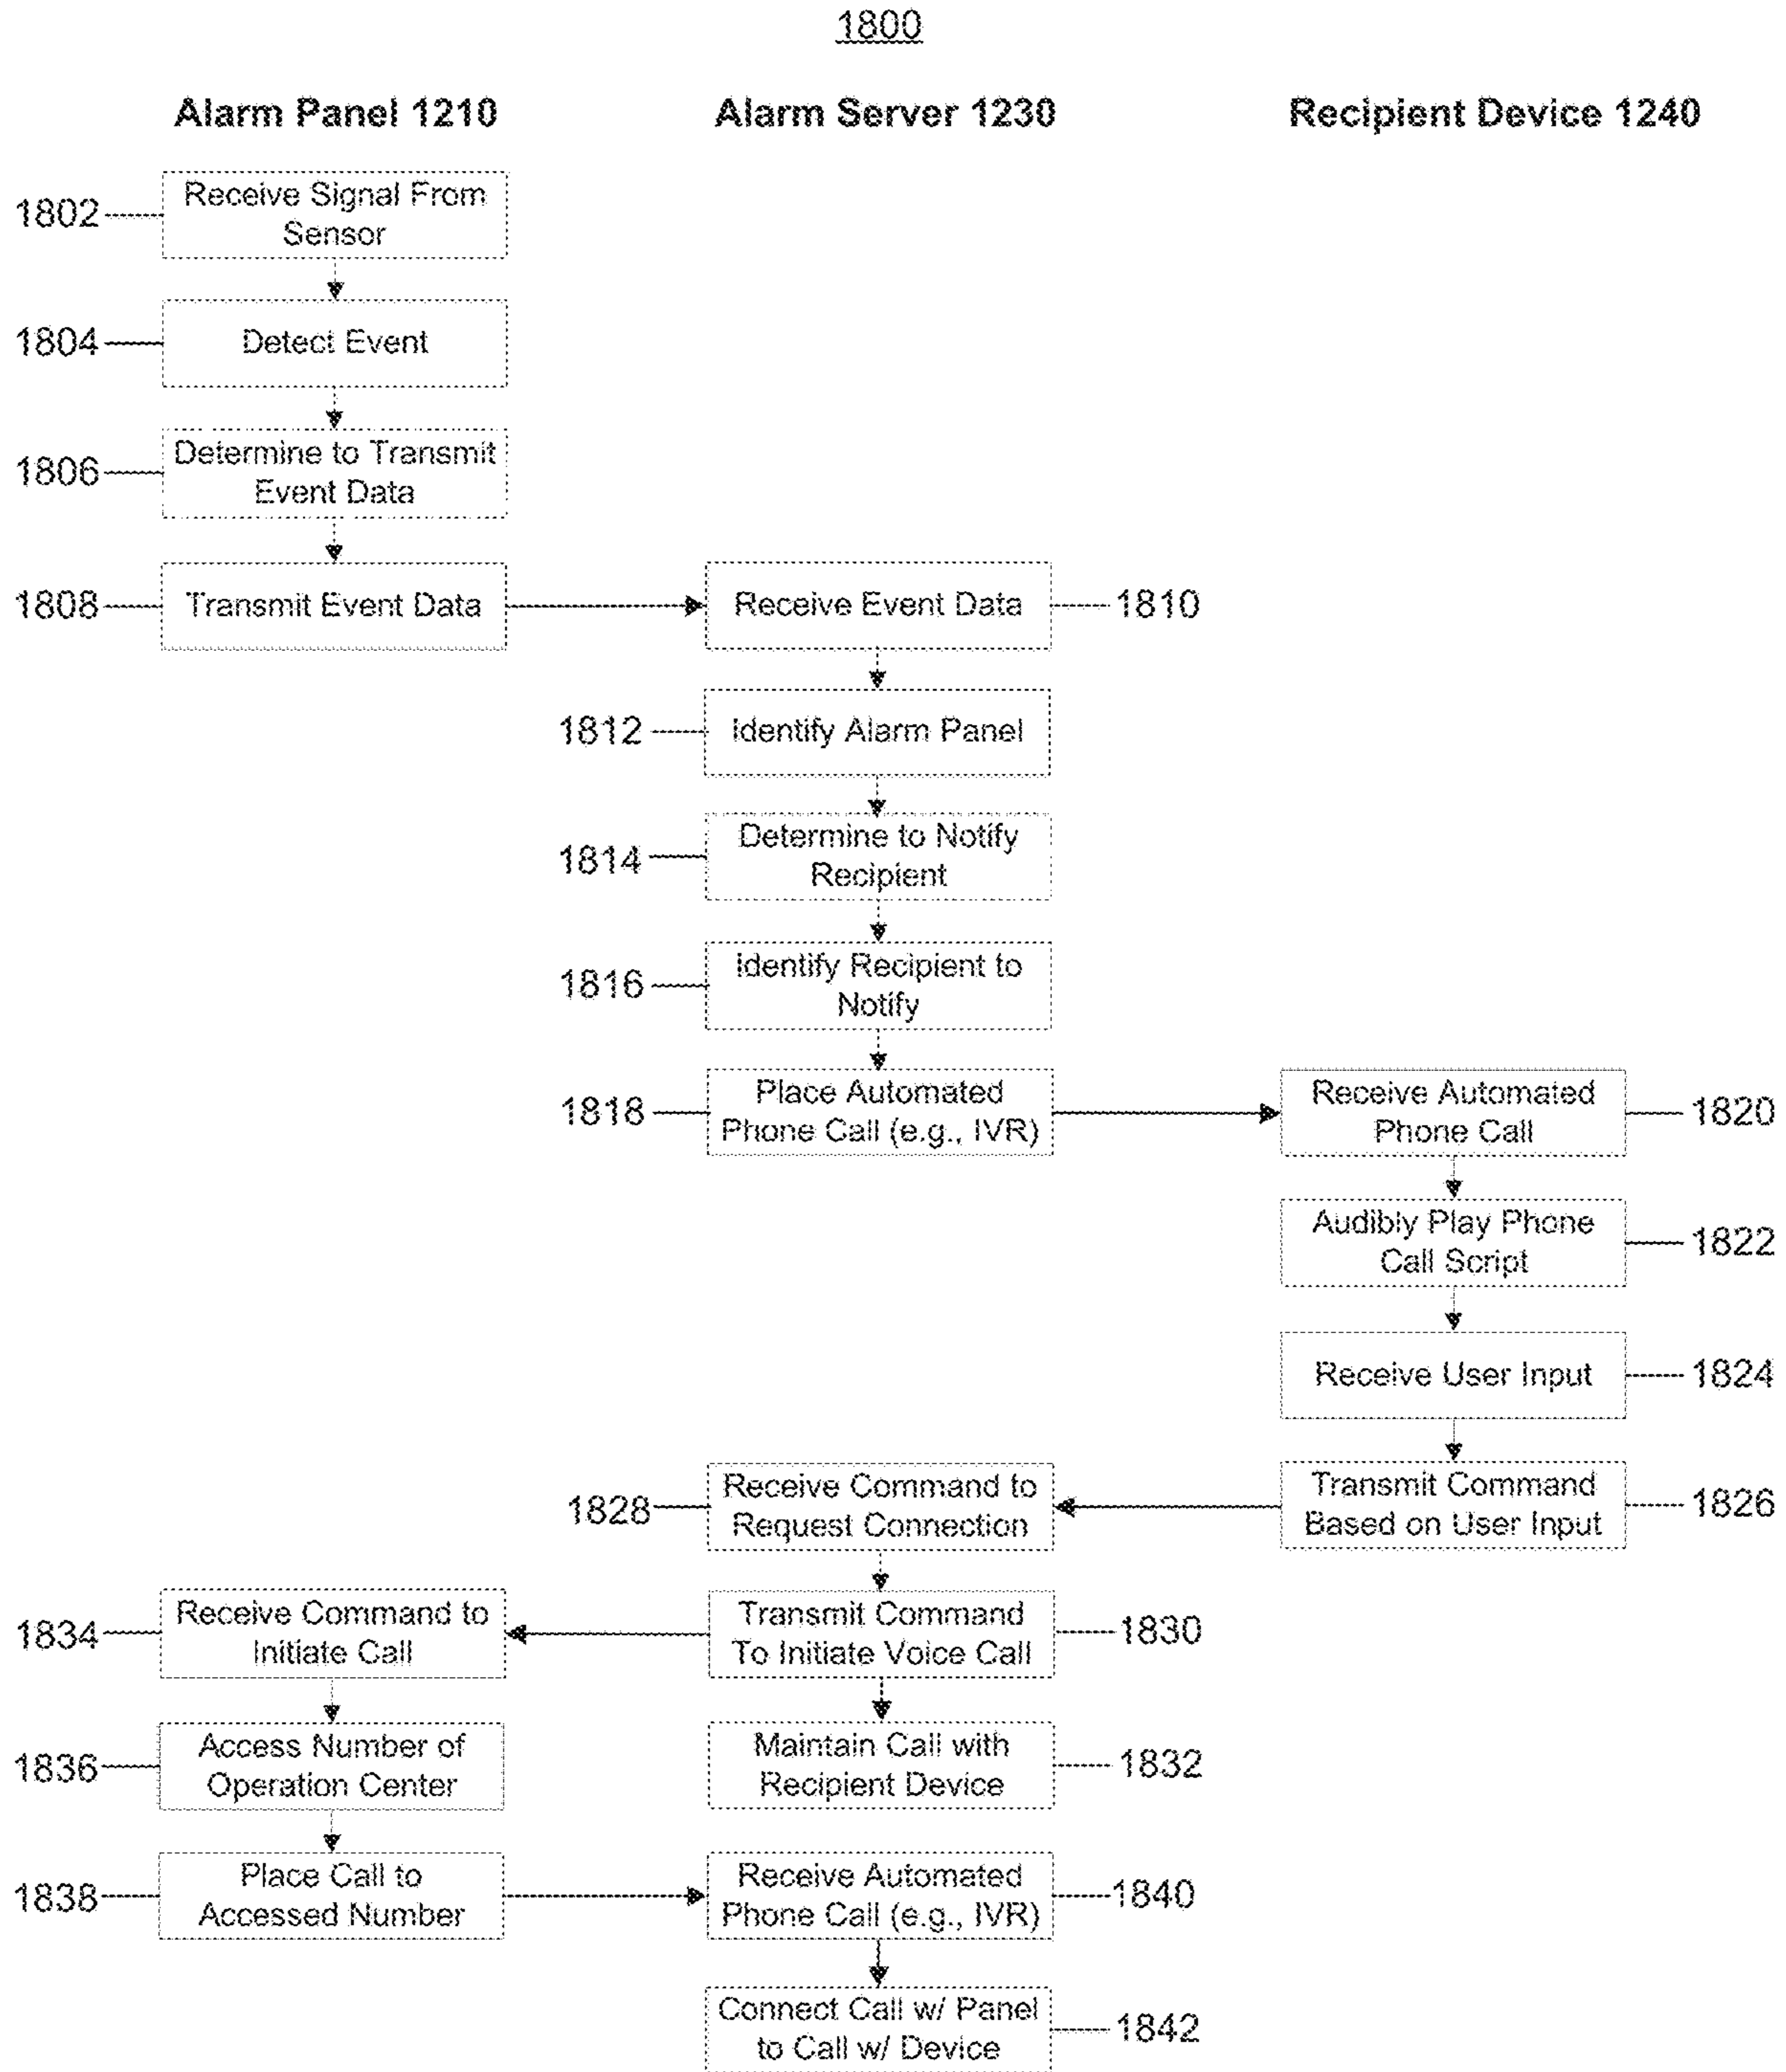 1800
Alarm Panel 1210
Alarm Server 1230
Recipient Device 1240
1802
Receive Signal From
Sensor
1804
Detect Event
1806
Determine to Transmit
Event Data
1808
Transmit Event Data
Receive Event Data
1810
1812
Identify Alarm Panel
1814
Determine to Notify
Recipient
1816
Identify Recipient to
Notify
1818
Place Automated
Phone Call (e.g., IVR)
Receive Automated
Phone Call
1820
Audibly Play Phone
Call Script
1822
Receive User Input
1824
1828
Receive Command to
Request Connection
Transmit Command
Based on User Input
1826
1834
Receive Command to
Initiate Call
Transmit Command
To Initiate Voice Call
1830
1836
Access Number of
Operation Center
Maintain Call with
Recipient Device
1832
1838
Place Call to
Accessed Number
Receive Automated
Phone Call (e.g., IVR)
1840
Connect Call w/ Panel
to Call w/ Device
1842